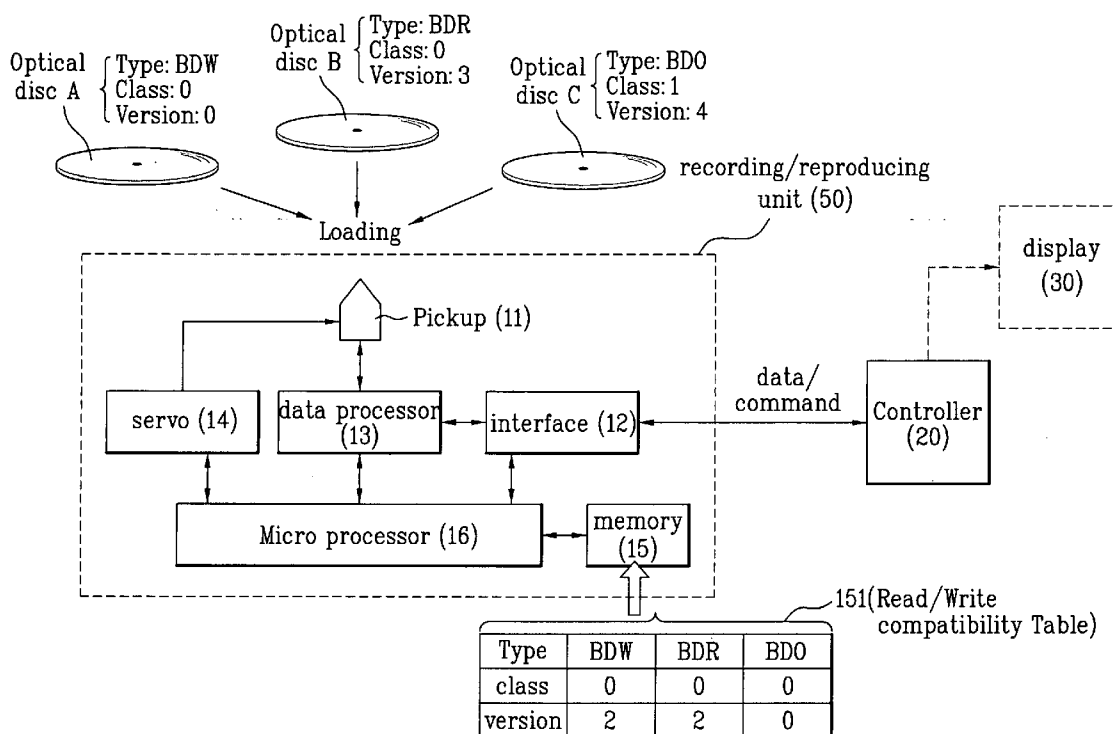 Optical disc A
Type: BDW
Class: 0
Version: 0
Optical disc B
Type: BDR
Class: 0
Version: 3
Optical disc C
Type: BDO
Class: 1
Version: 4
Loading
recording/reproducing
unit (50)
display
(30)
Pickup (11)
servo (14)
data processor
(13)
interface (12)
data/
command
Controller
(20)
Micro processor (16)
memory
(15)
151(Read/Write
compatibility Table)
Type BDW BDR BDO
class 0 0 0
version 2 2 0